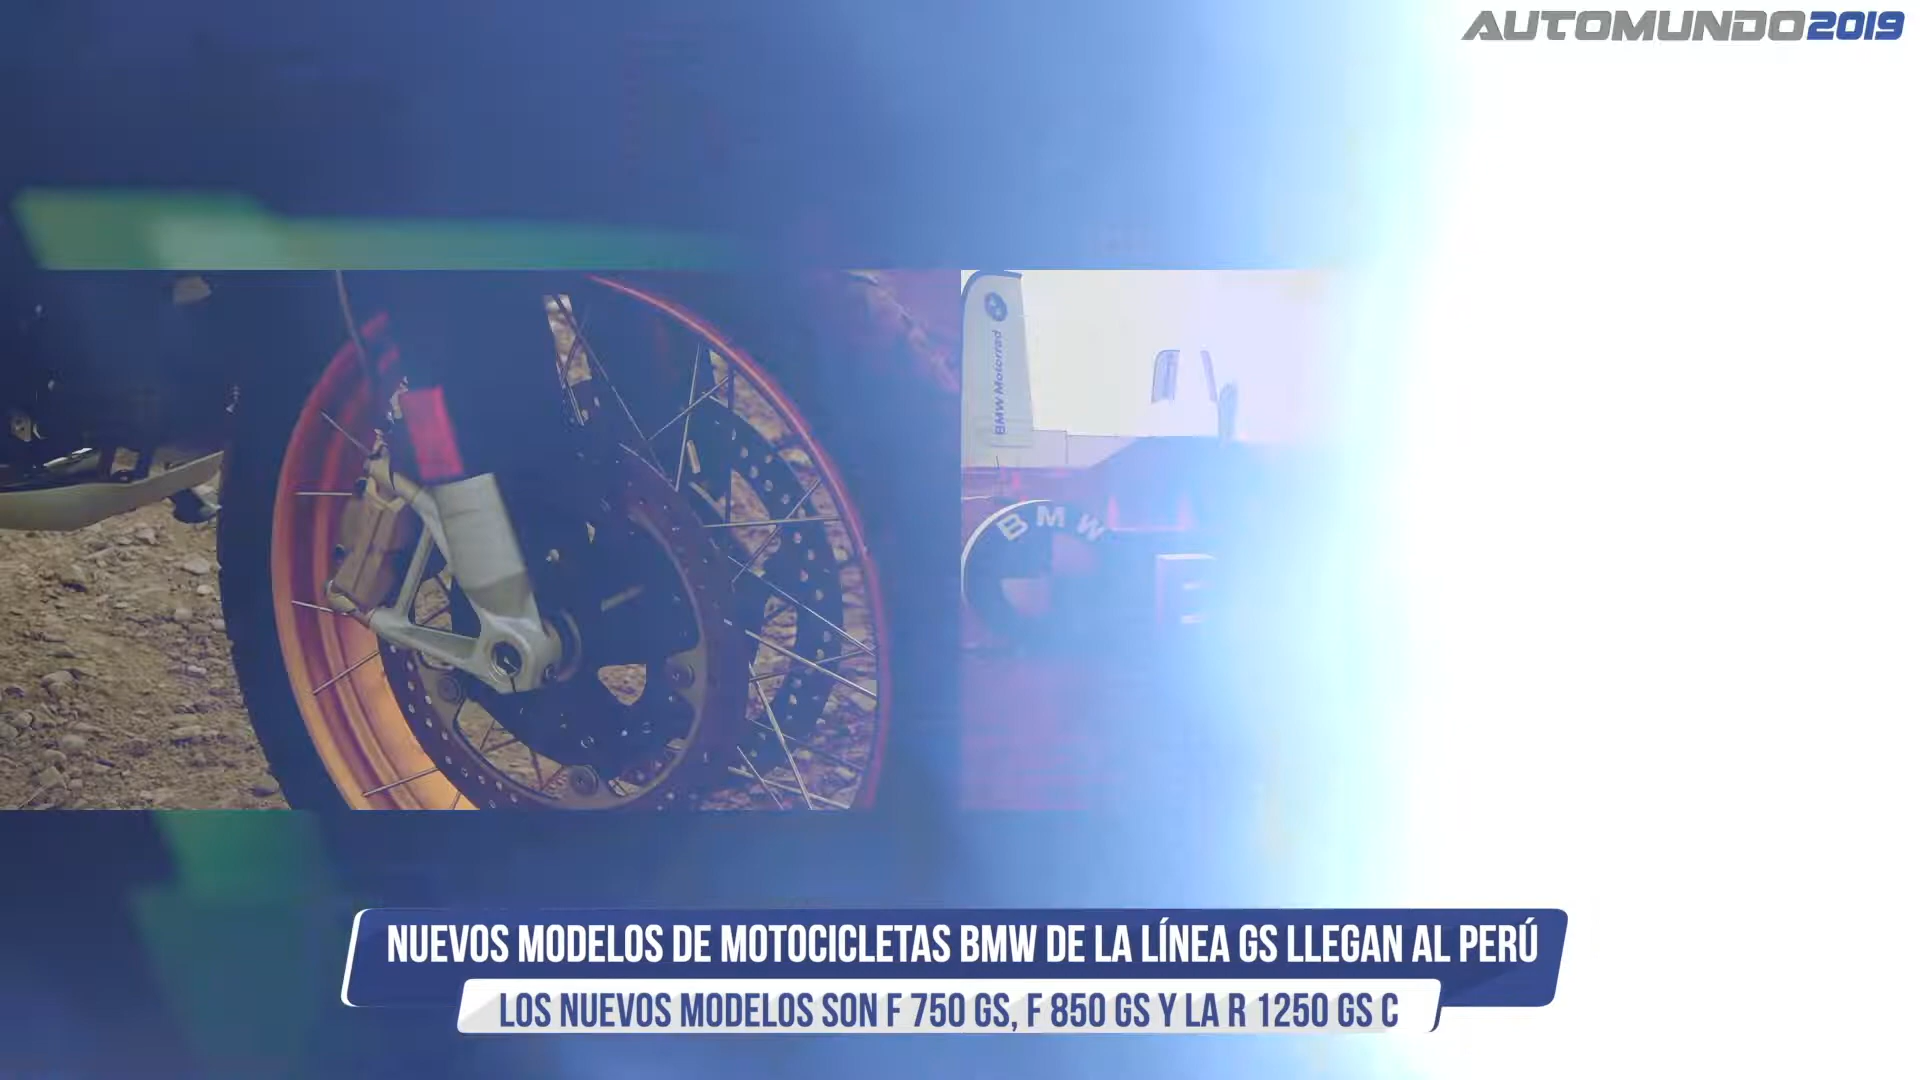 AUTOMUNDO2019
BMW Motorrad
BMW
NUEVOS MODELOS DE MOTOCICLETAS BMW DE LA LÍNEA GS LLEGAN AL PERÚ
LOS NUEVOS MODELOS SON F 750 GS, F 850 GS Y LA R 1250 GS C